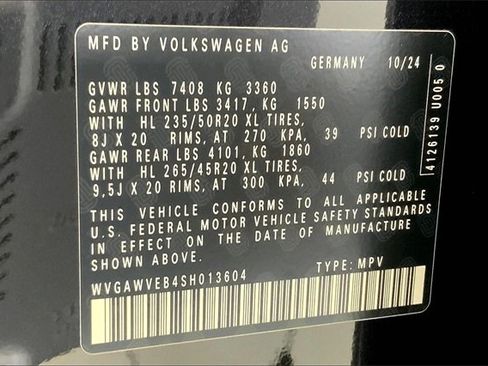 MFD BY VOLKSWAGEN AG
GERMANY 10/24
GVWR LBS 7408 KG 3360
GAWR FRONT LBS 3417, KG 1550
WITH HL 235/50R20 XL TIRES,
8J X 20 RIMS, AT 270 KPA, 39 PSI COLD
GAWR REAR LBS 4101, KG 1860
WITH HL 265/45R20 XL TIRES,
9,5J X 20 RIMS, AT 300 KPA, 44 PSI COLD
THIS VEHICLE CONFORMS TO ALL APPLICABLE
U.S. FEDERAL MOTOR VEHICLE SAFETY STANDARDS
IN EFFECT ON THE DATE OF MANUFACTURE
SHOWN ABOVE.
WVGAWVEB4SH013604 TYPE: MPV
4126139 U005 0